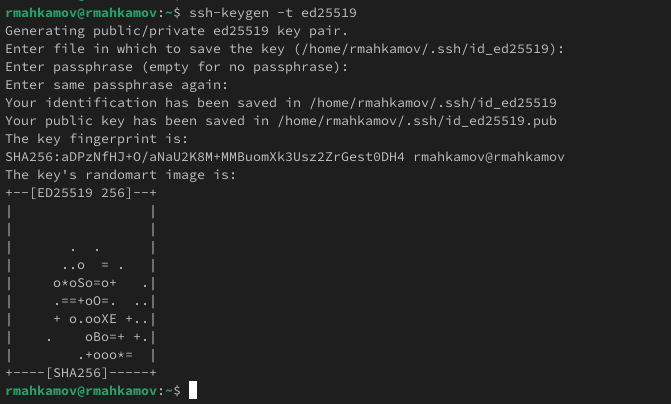 rmahkamov@rmahkamov:~$ ssh-keygen -t ed25519
Generating public/private ed25519 key pair.
Enter file in which to save the key (/home/rmahkamov/.ssh/id_ed25519):
Enter passphrase (empty for no passphrase):
Enter same passphrase again:
Your identification has been saved in /home/rmahkamov/.ssh/id_ed25519
Your public key has been saved in /home/rmahkamov/.ssh/id_ed25519.pub
The key fingerprint is:
SHA256:aDPzNfHJ+O/aNaU2K8M+MMBuomXk3Usz2ZrGest0DH4 rmahkamov@rmahkamov
The key's randomart image is:
+--[ED25519 256]--+
|                 |
|                 |
|       .  .      |
|      ..o  = .   |
|     o*oSo=o+   .|
|     .==+oO=.  ..|
|     + o.ooXE +..|
|    .    oBo=+ +.|
|        .+ooo*=  |
+----[SHA256]-----+
rmahkamov@rmahkamov:~$